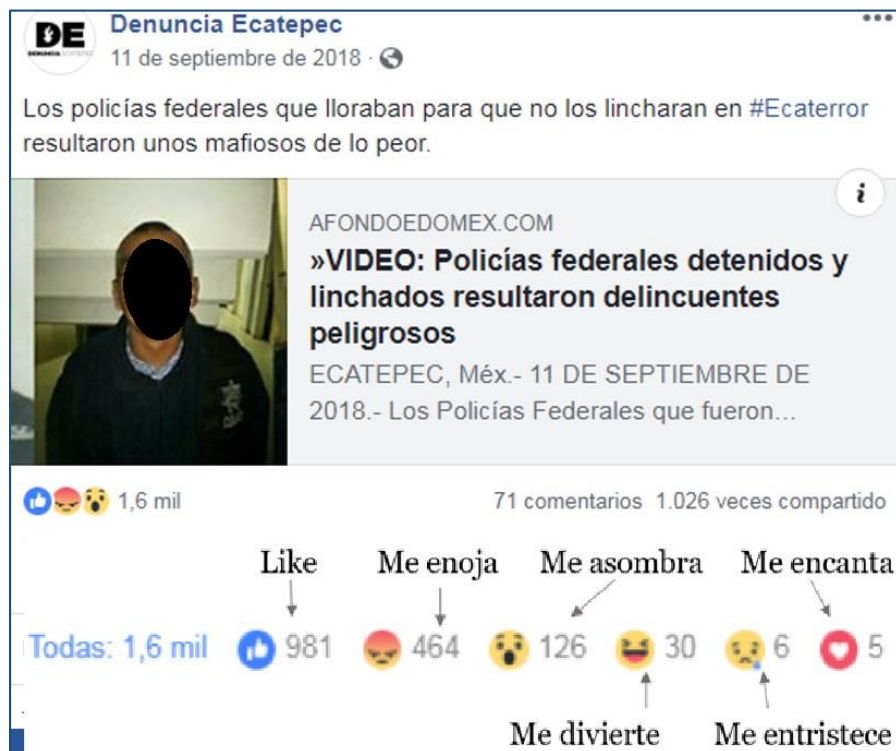 DE
Denuncia Ecatepec
11 de septiembre de 2018 ·
Los policías federales que lloraban para que no los lincharan en #Ecaterror
resultaron unos mafiosos de lo peor.
AFONDOEDOMEX.COM
»VIDEO: Policías federales detenidos y
linchados resultaron delincuentes
peligrosos
ECATEPEC, Méx.- 11 DE SEPTIEMBRE DE
2018.- Los Policías Federales que fueron...
1,6 mil
71 comentarios 1.026 veces compartido
Like Me enoja Me asombra Me encanta
Todas: 1,6 mil 981 464 126 30 6 5
Me divierte Me entristece